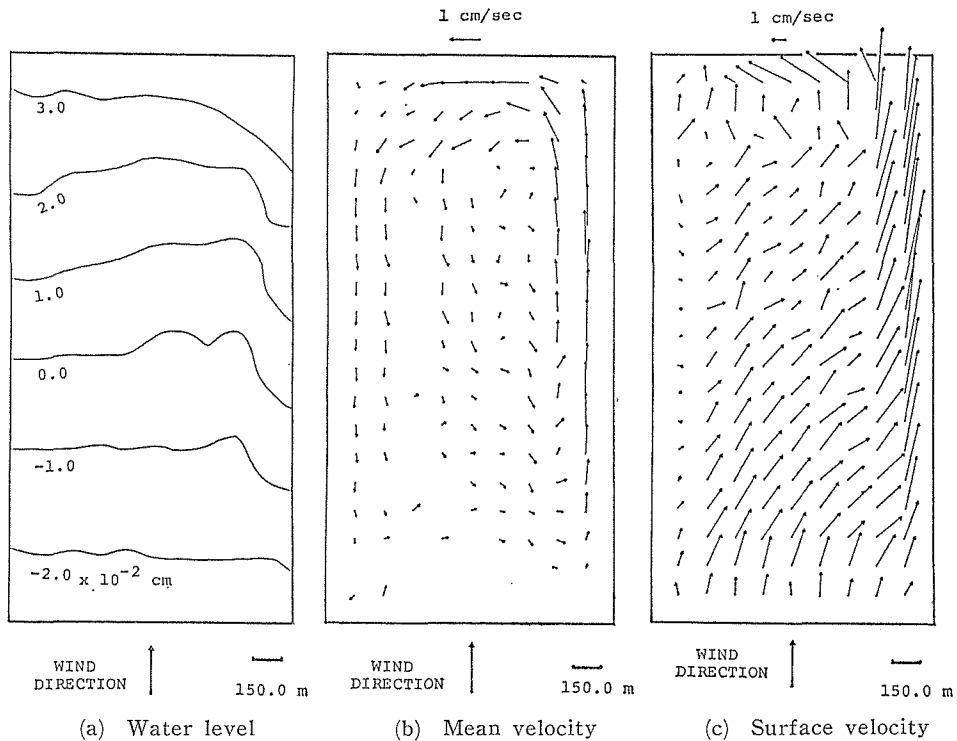 1 cm/sec
1 cm/sec
3.0
2.0
1.0
0.0
-1.0
-2.0 x 10⁻² cm
WIND
DIRECTION
150.0 m
WIND
DIRECTION
150.0 m
WIND
DIRECTION
150.0 m
(a) Water level
(b) Mean velocity
(c) Surface velocity